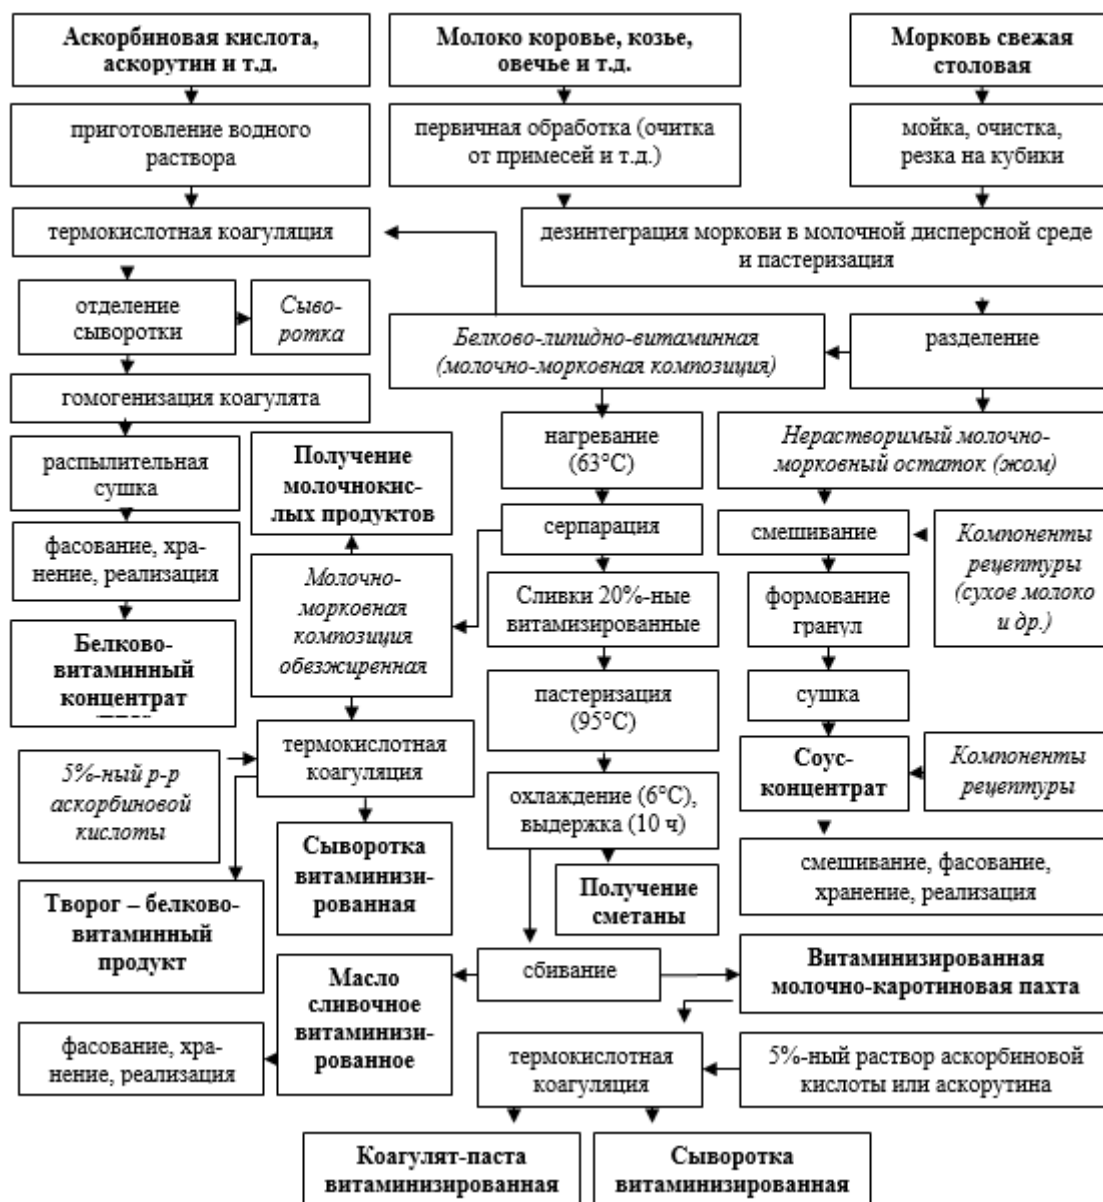 Аскорбиновая кислота,
аскорутин и т.д.
Молоко коровье, козье,
овечье и т.д.
Морковь свежая
столовая
приготовление водного
раствора
первичная обработка (очитка
от примесей и т.д.)
мойка, очистка,
резка на кубики
термокислотная коагуляция
дезинтеграция моркови в молочной дисперсной среде
и пастеризация
отделение
сыворотки
Сыво-
ротка
Белково-липидно-витаминная
(молочно-морковная композиция)
разделение
гомогенизация коагулята
нагревание
(63°С)
Нерастворимый молочно-
морковный остаток (жом)
распылительная
сушка
Получение
молочнокис-
лых продуктов
серпарация
смешивание
Компоненты
рецептуры
(сухое молоко
и др.)
фасование, хра-
нение, реализация
Молочно-
морковная
композиция
обезжиренная
Сливки 20%-ные
витамизированные
формование
гранул
Белково-
витаминный
концентрат
пастеризация
(95°С)
сушка
термокислотная
коагуляция
5%-ный р-р
аскорбиновой
кислоты
Соус-
концентрат
Компоненты
рецептуры
охлаждение (6°С),
выдержка (10 ч)
Сыворотка
витаминизи-
рованная
Получение
сметаны
смешивание, фасование,
хранение, реализация
Творог – белково-
витаминный
продукт
сбивание
Витаминизированная
молочно-каротиновая пахта
Масло
сливочное
витаминизи-
рованное
фасование, хра-
нение, реализация
термокислотная
коагуляция
5%-ный раствор аскорбиновой
кислоты или аскорутина
Коагулят-паста
витаминизированная
Сыворотка
витаминизированная